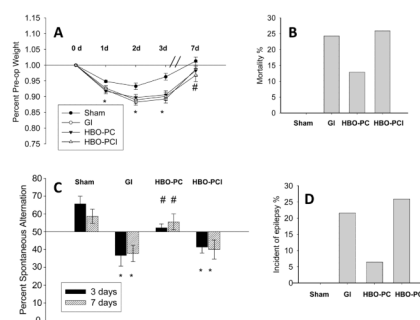 A
1.15
1.10
1.05
1.00
0.95
0.90
0.85
0.80
0.75
Percent Pre-op Weight
0 d 1d 2d 3d 7d
* * * #
Sham
GI
HBO-PC
HBO-PCI
B
30
25
20
15
10
5
0
Mortality %
Sham GI HBO-PC HBO-PCI
C
Sham GI HBO-PC HBO-PCI
80
70
60
50
40
30
20
10
0
Percent Spontaneous Alternation
# #
* * * *
3 days
7 days
D
30
25
20
15
10
5
0
Incident of epilepsy %
Sham GI HBO-PC HBO-PC